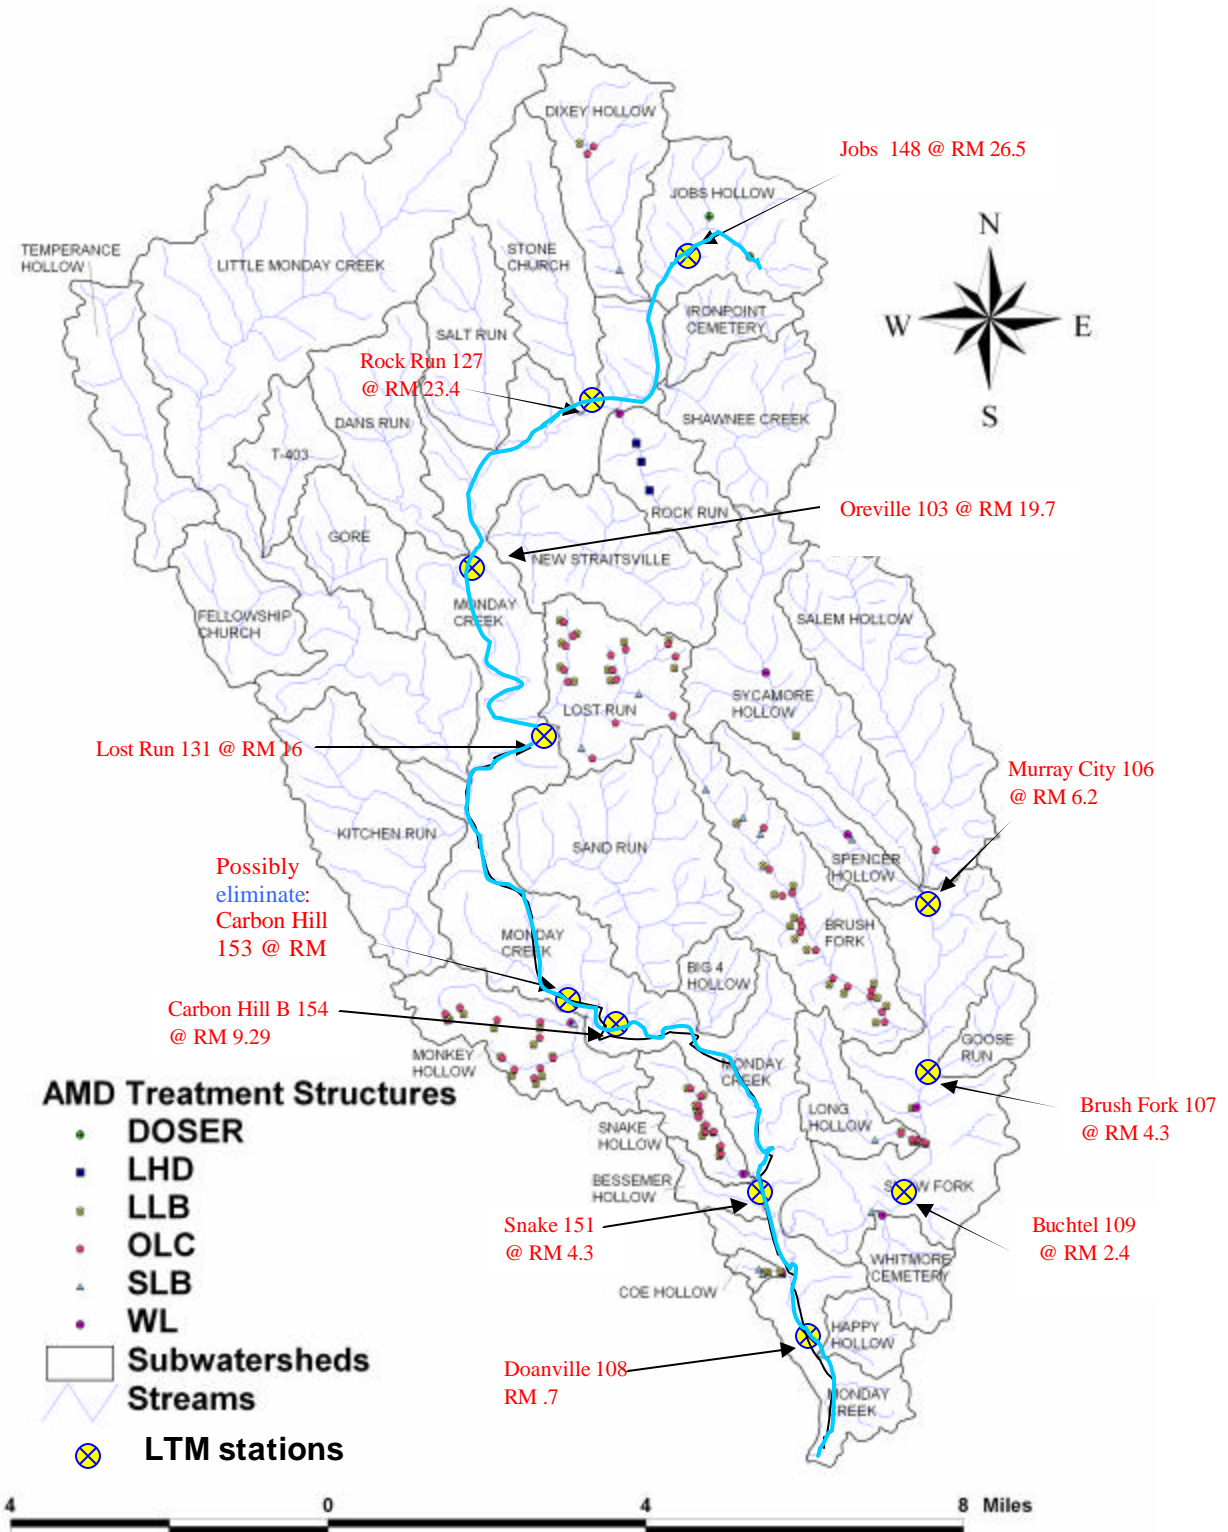 DIXEY HOLLOW
Jobs 148 @ RM 26.5
JOBS HOLLOW
N
TEMPERANCE
HOLLOW
LITTLE MONDAY CREEK
STONE
CHURCH
W
E
S
IRONPOINT
CEMETERY
SALT RUN
Rock Run 127
@ RM 23.4
DANS RUN
SHAWNEE CREEK
T-403
ROCK RUN
Oreville 103 @ RM 19.7
GORE
NEW STRAITSVILLE
MONDAY
CREEK
FELLOWSHIP
CHURCH
SALEM HOLLOW
SYCAMORE
HOLLOW
LOST RUN
Lost Run 131 @ RM 16
Murray City 106
@ RM 6.2
KITCHEN RUN
SAND RUN
SPENCER
HOLLOW
Possibly
eliminate:
Carbon Hill
153 @ RM
MONDAY
CREEK
BRUSH
FORK
BIG 4
HOLLOW
Carbon Hill B 154
@ RM 9.29
GOOSE
RUN
MONKEY
HOLLOW
MONDAY
CREEK
AMD Treatment Structures
DOSER
LHD
LLB
OLC
SLB
WL
Subwatersheds
Streams
LTM stations
LONG
HOLLOW
Brush Fork 107
@ RM 4.3
SNAKE
HOLLOW
BESSEMER
HOLLOW
SNOW FORK
Snake 151
@ RM 4.3
Buchtel 109
@ RM 2.4
WHITMORE
CEMETERY
COE HOLLOW
HAPPY
HOLLOW
Doanville 108
RM .7
MONDAY
CREEK
4 0 4 8 Miles